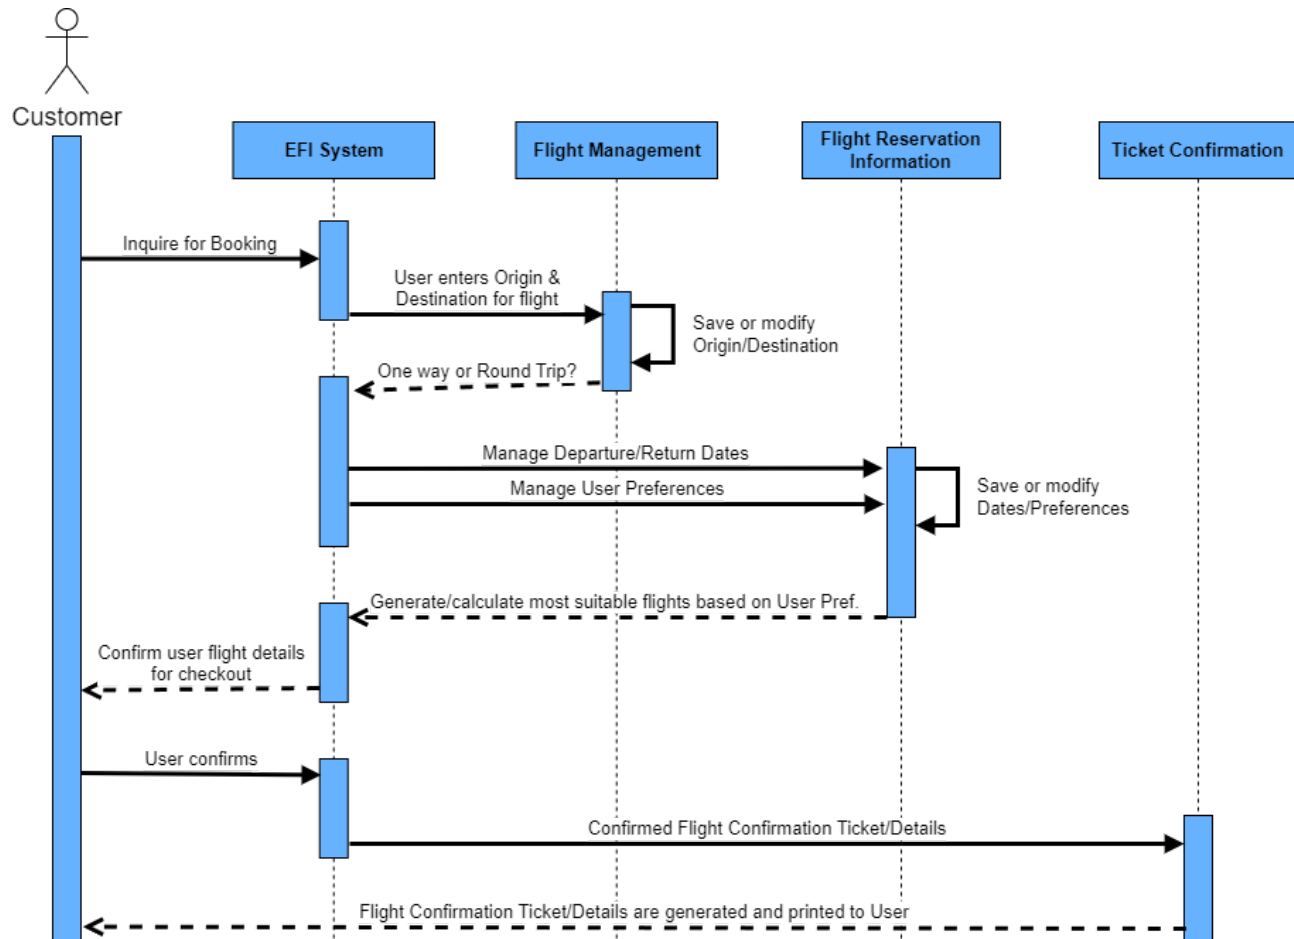 Customer
EFI System
Flight Management
Flight Reservation
Information
Ticket Confirmation
Inquire for Booking
User enters Origin &
Destination for flight
Save or modify
Origin/Destination
One way or Round Trip?
Manage Departure/Return Dates
Manage User Preferences
Save or modify
Dates/Preferences
Generate/calculate most suitable flights based on User Pref.
Confirm user flight details
for checkout
User confirms
Confirmed Flight Confirmation Ticket/Details
Flight Confirmation Ticket/Details are generated and printed to User